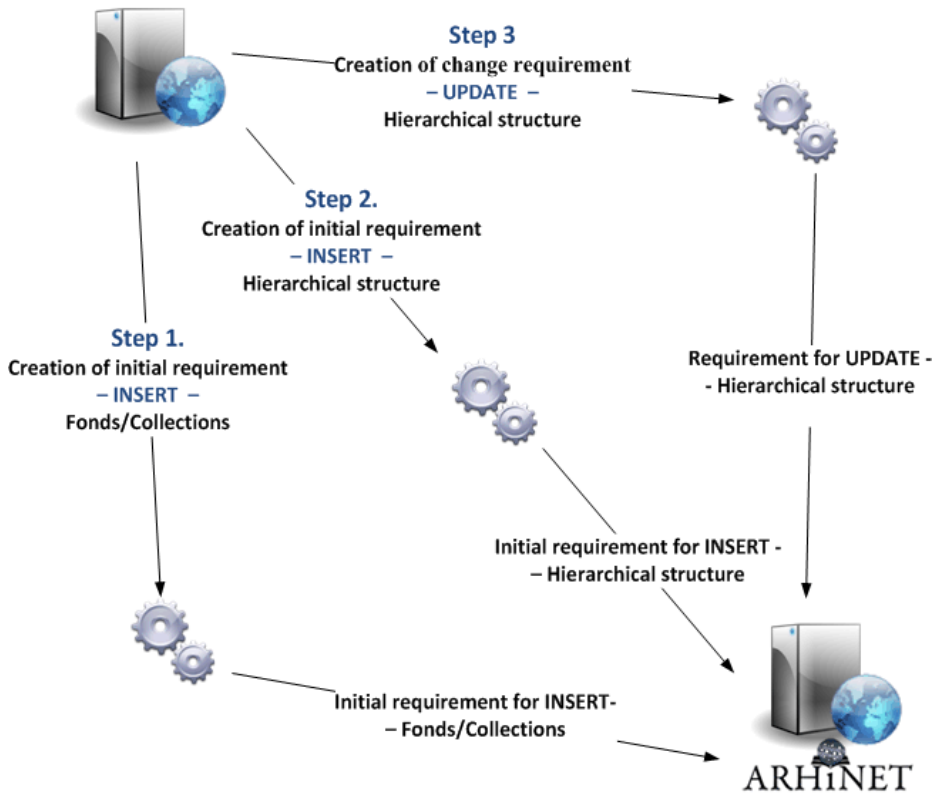 Step 3
Creation of change requirement
– UPDATE –
Hierarchical structure
Step 2.
Creation of initial requirement
– INSERT –
Hierarchical structure
Step 1.
Creation of initial requirement
– INSERT –
Fonds/Collections
Requirement for UPDATE -
- Hierarchical structure
Initial requirement for INSERT -
– Hierarchical structure
Initial requirement for INSERT-
– Fonds/Collections
ARHiNET